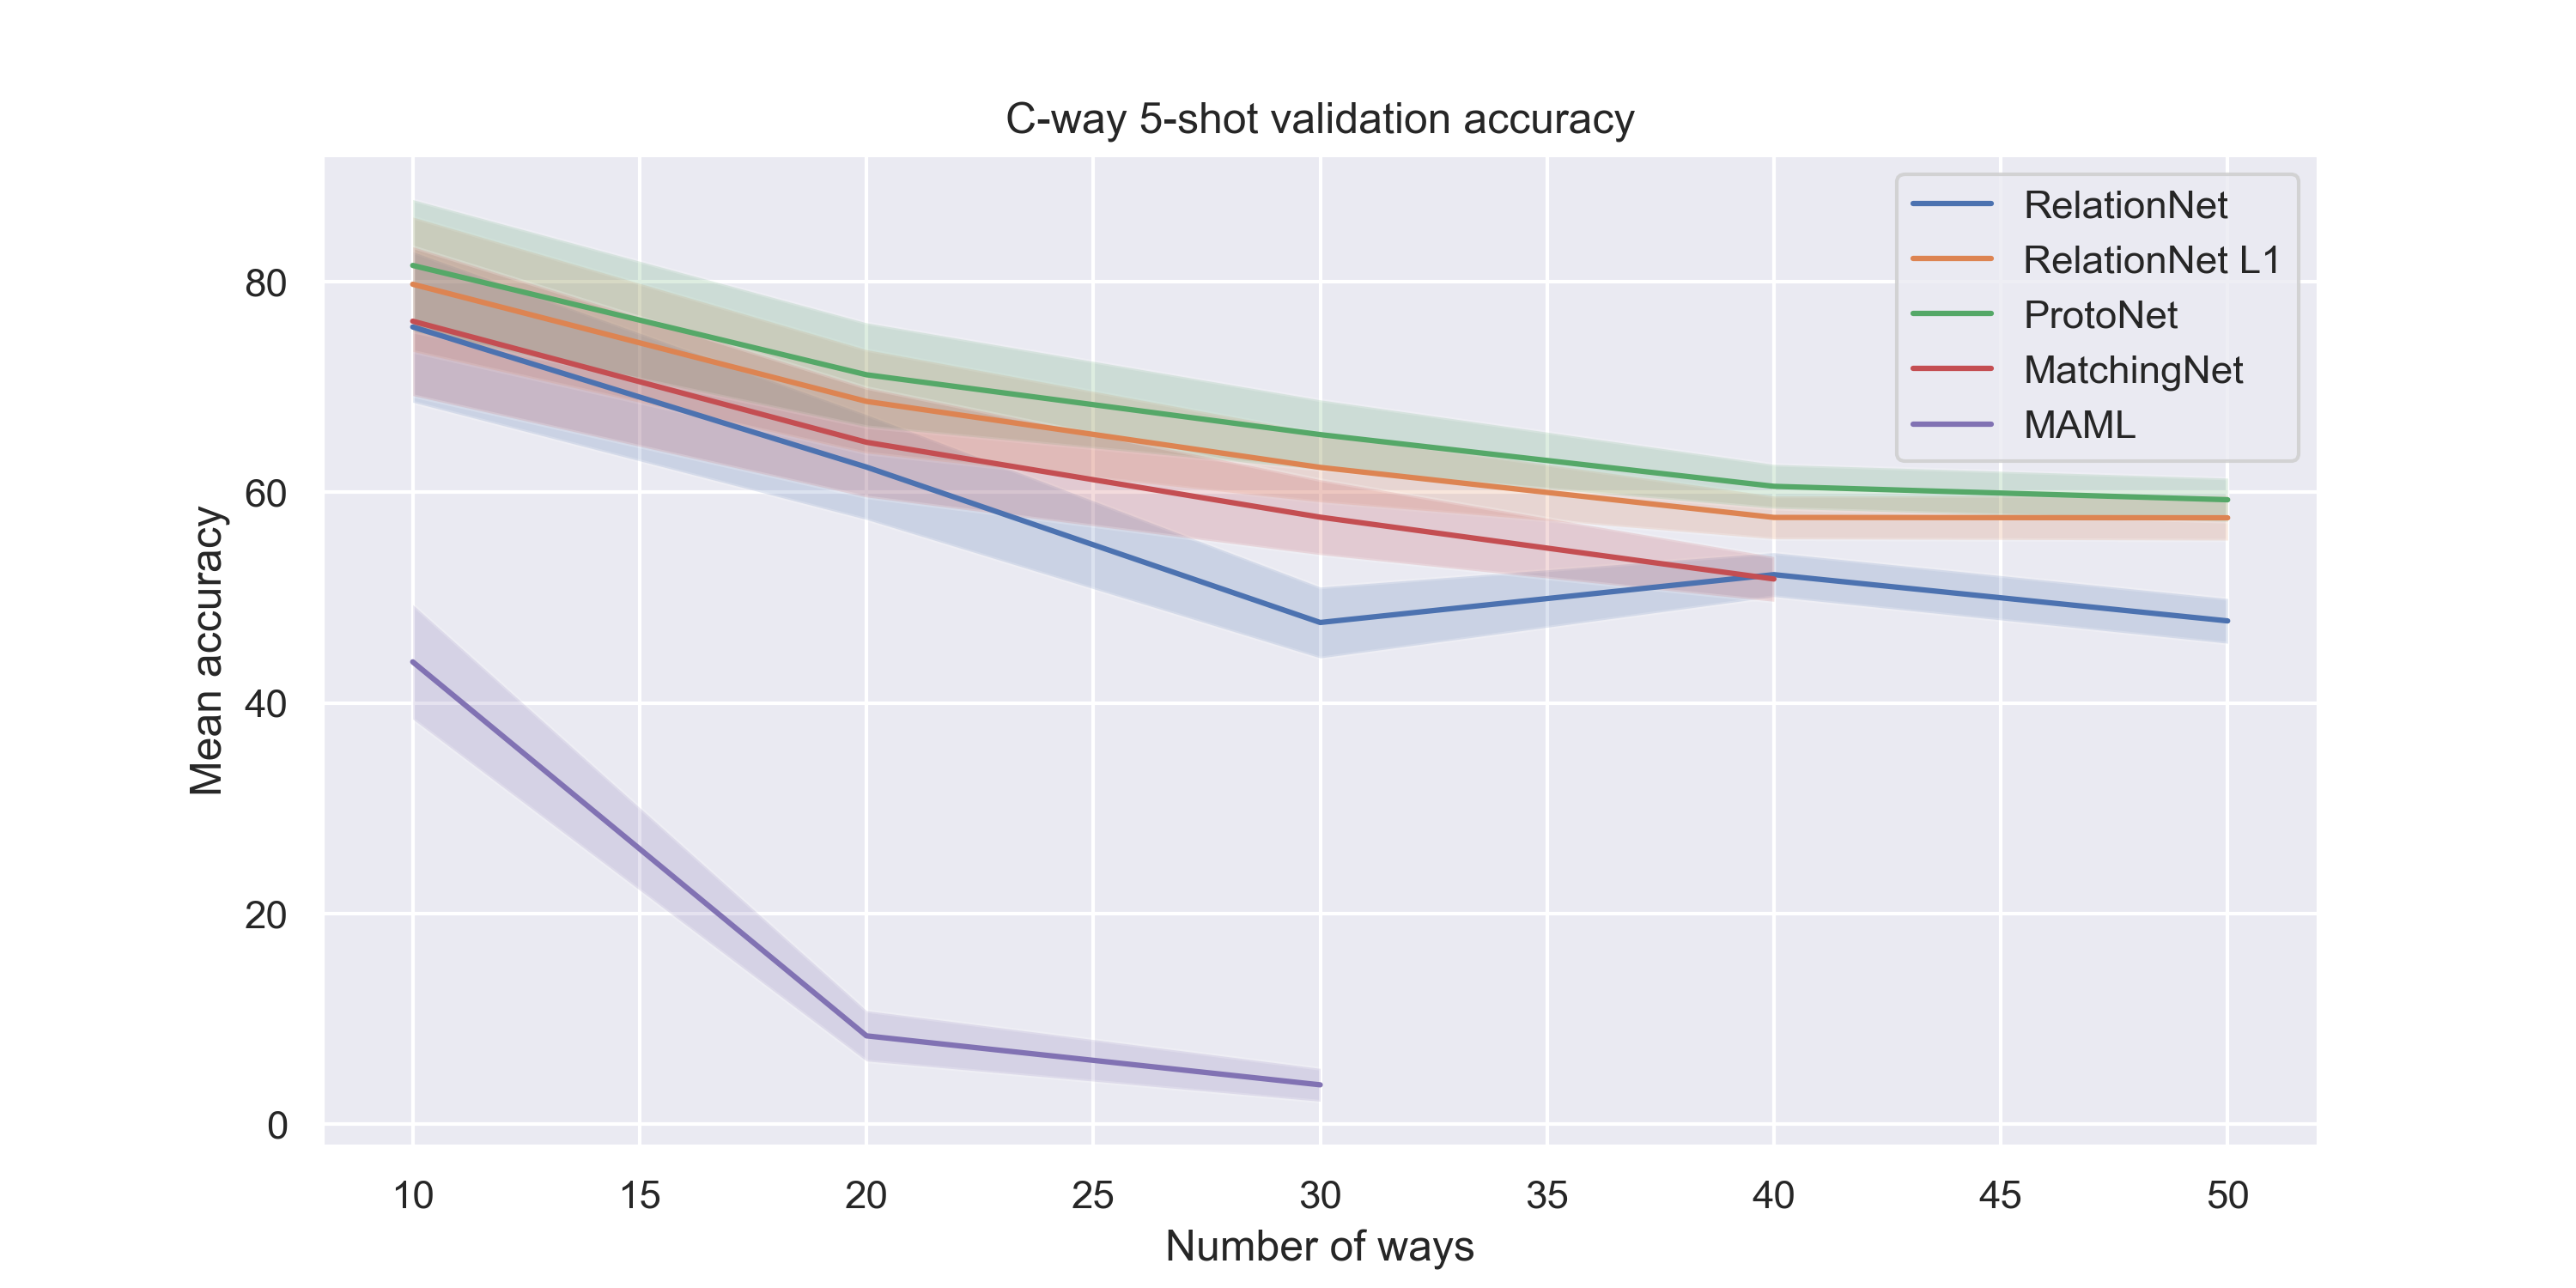 C-way 5-shot validation accuracy
RelationNet
RelationNet L1
ProtoNet
MatchingNet
MAML
Mean accuracy
80
60
40
20
0
10 15 20 25 30 35 40 45 50
Number of ways